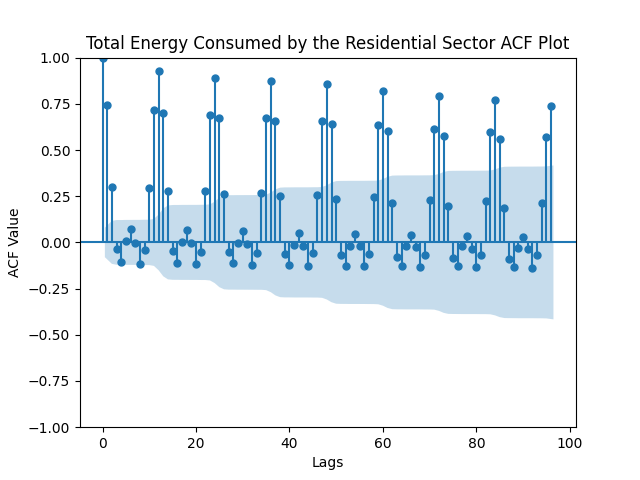 Total Energy Consumed by the Residential Sector ACF Plot
1.00
0.75
0.50
0.25
0.00
−0.25
−0.50
−0.75
−1.00
ACF Value
0 20 40 60 80 100
Lags